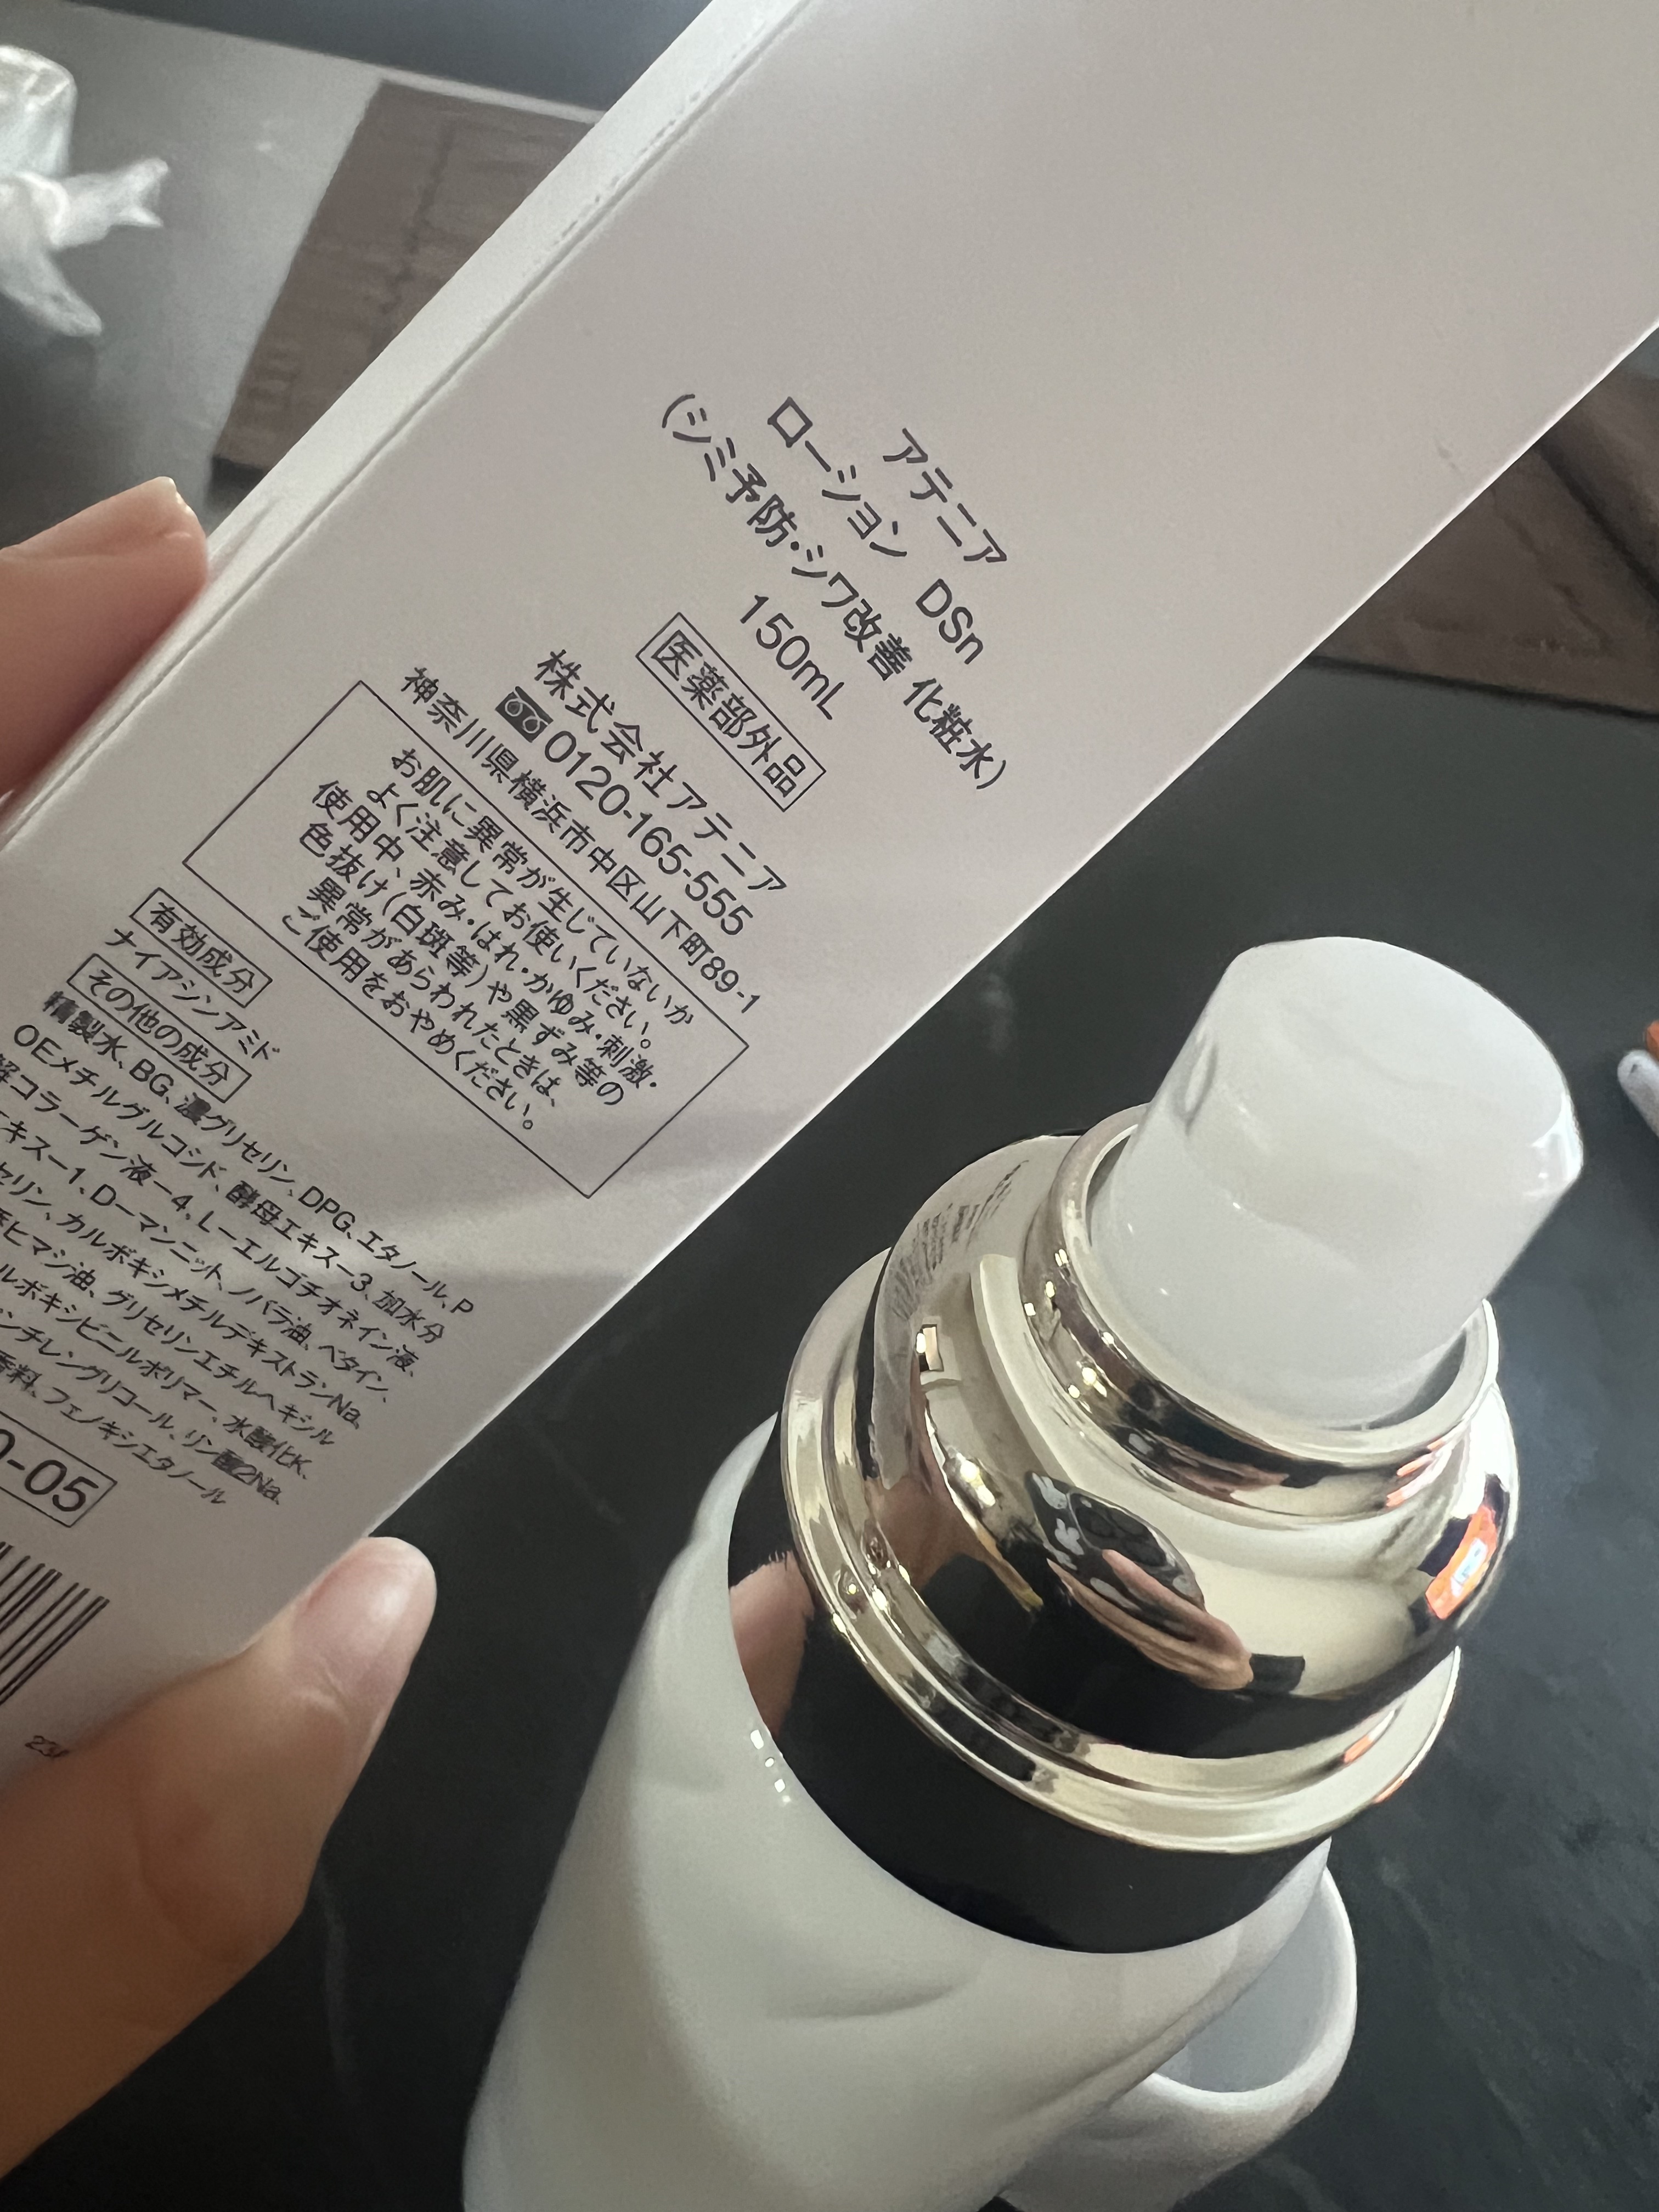 アテニア
ローション DSn
(シミ予防・シワ改善 化粧水)
150mL
医薬部外品
株式会社アテニア
0120-165-555
神奈川県横浜市中区山下町89-1
お肌に異常が生じていないか
よく注意してお使いください。
使用中、赤み・はれ・かゆみ・刺激・
色抜け(白斑等)や黒ずみ等の
異常があらわれたときは、
ご使用をおやめください。
有効成分
ナイアシンアミド
その他の成分
精製水、BG、濃グリセリン、DPG、エタノール、P
OEメチルグルコシド、酵母エキス－3、加水分
解コラーゲン液－4、L－エルゴチオネイン液、
キス－1、D－マンニット、ノバラ油、ベタイン、
セリン、カルボキシメチルデキストランNa、
ヒマシ油、グリセリンエチルヘキシル
ルボキシビニルポリマー、水酸化K、
ンチレングリコール、リン酸2Na、
香料、フェノキシエタノール
-05